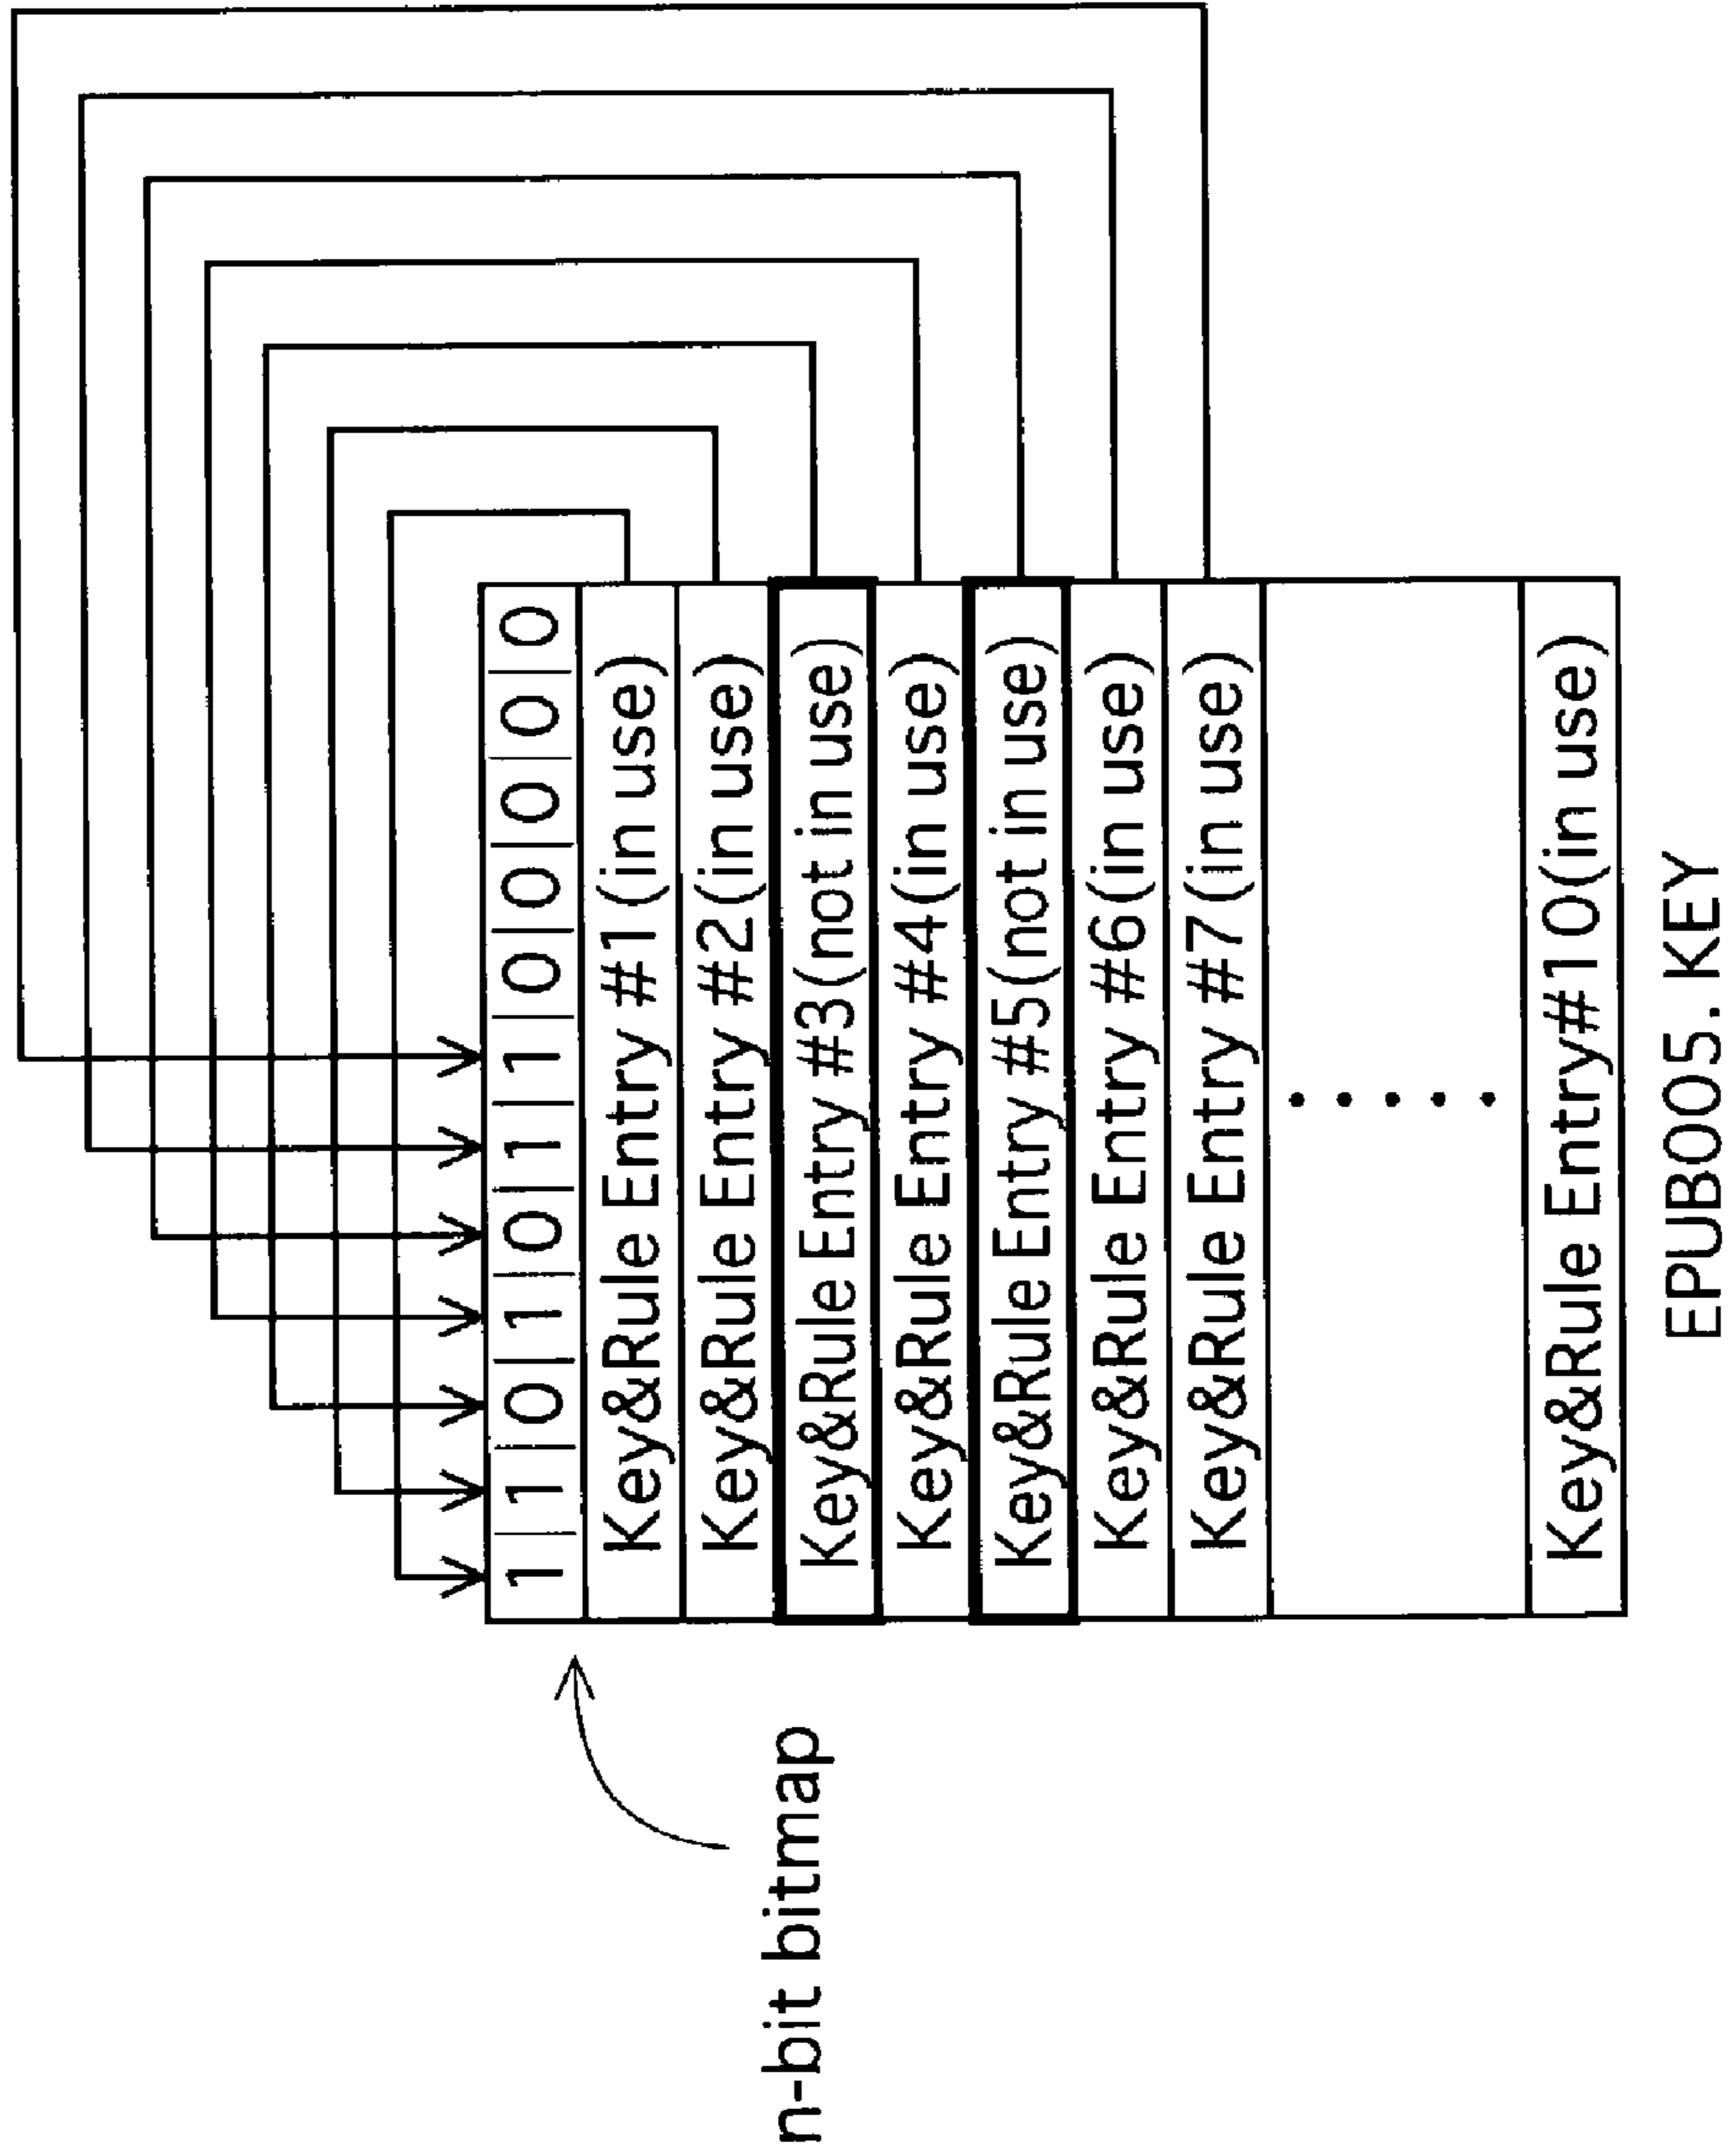 n-bit bitmap
1 1 0 1 0 1 1 0 0 0 0 0
Key&Rule Entry #1(in use)
Key&Rule Entry #2(in use)
Key&Rule Entry #3(not in use)
Key&Rule Entry #4(in use)
Key&Rule Entry #5(not in use)
Key&Rule Entry #6(in use)
Key&Rule Entry #7(in use)
Key&Rule Entry#10(in use)
EPUB005. KEY